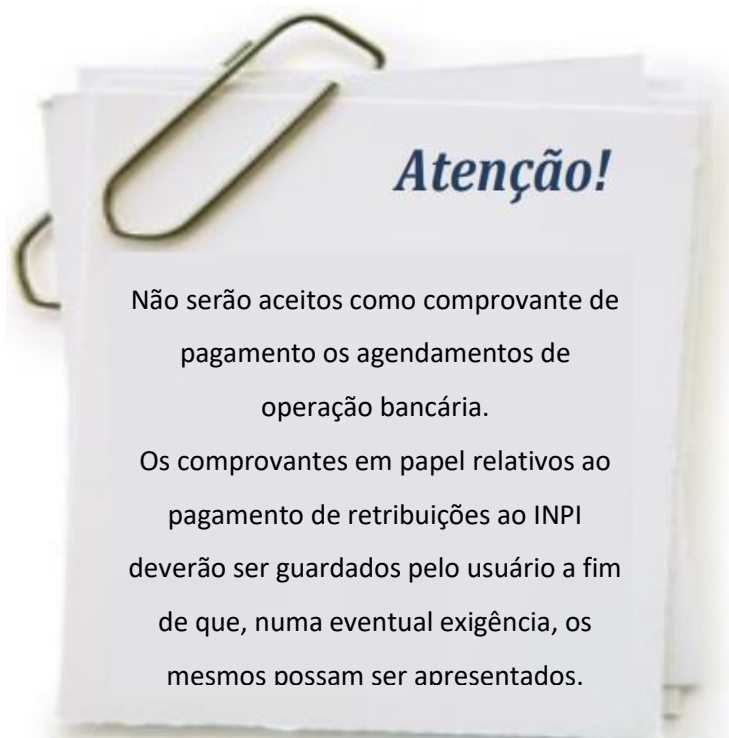 Atenção!
Não serão aceitos como comprovante de
pagamento os agendamentos de
operação bancária.
Os comprovantes em papel relativos ao
pagamento de retribuições ao INPI
deverão ser guardados pelo usuário a fim
de que, numa eventual exigência, os
mesmos possam ser apresentados.